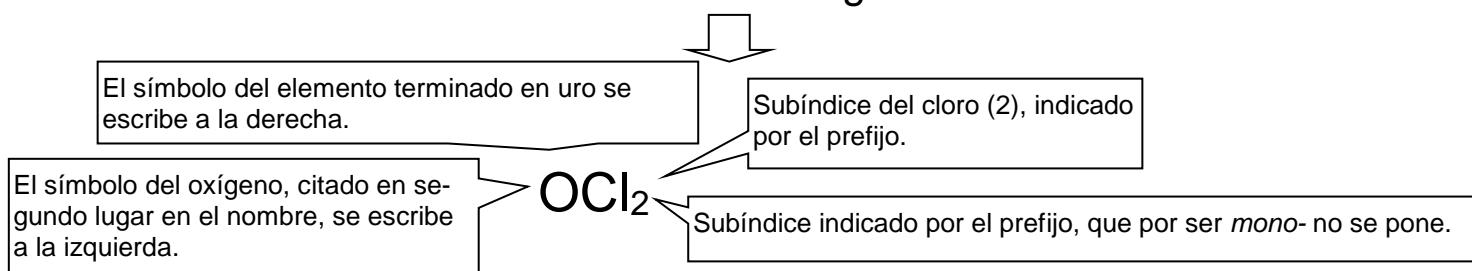 g
El símbolo del elemento terminado en uro se
escribe a la derecha.
Subíndice del cloro (2), indicado
por el prefijo.
El símbolo del oxígeno, citado en se-
gundo lugar en el nombre, se escribe
a la izquierda.
OCl₂
Subíndice indicado por el prefijo, que por ser mono- no se pone.